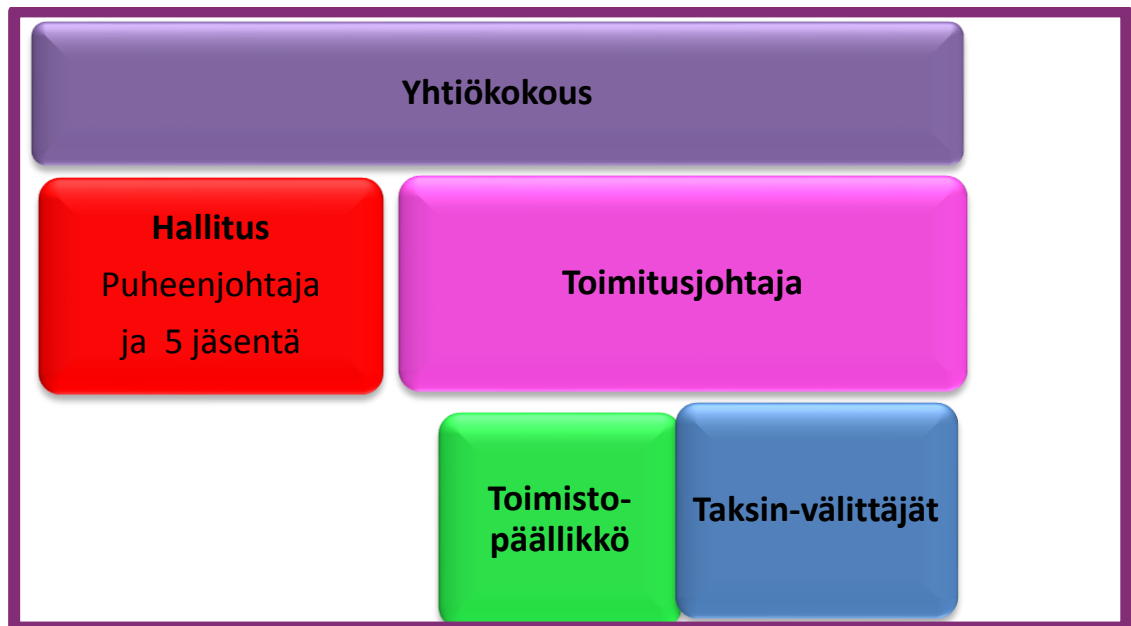 Yhtiökokous
Hallitus
Puheenjohtaja
ja 5 jäsentä
Toimitusjohtaja
Toimisto-
päällikkö
Taksin-välittäjät